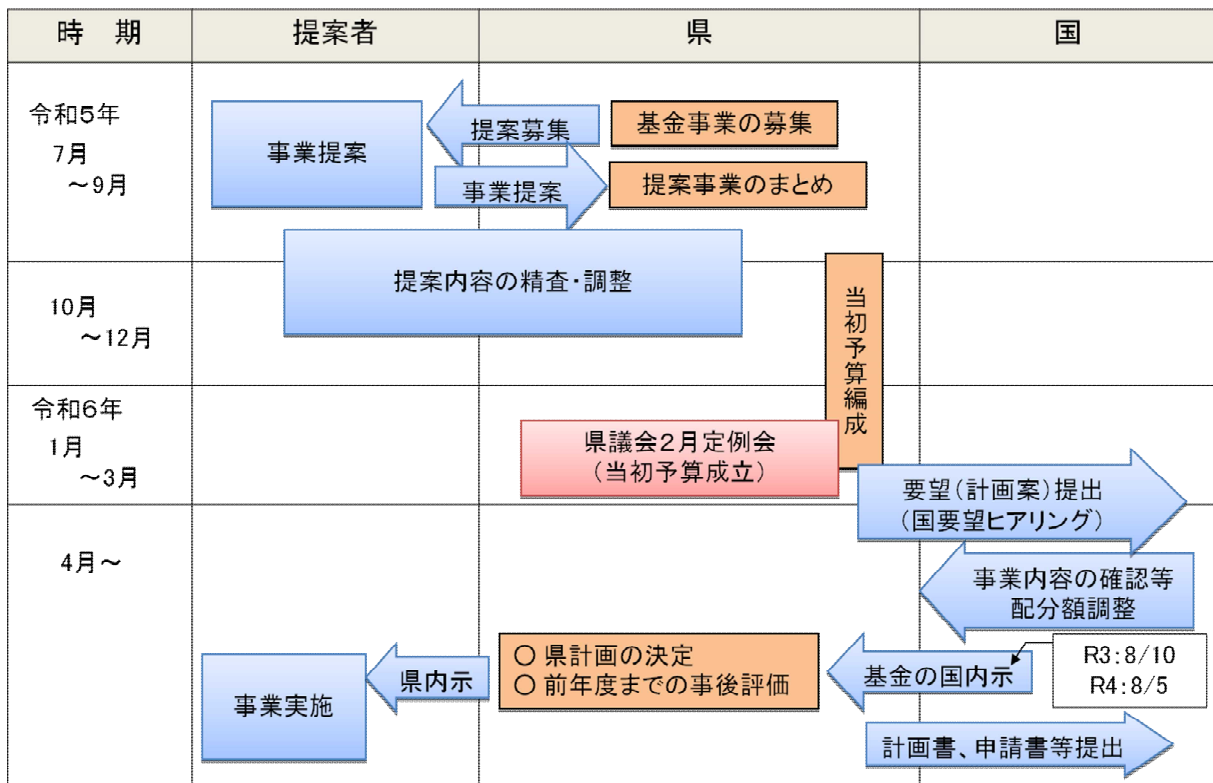 時　期
提案者
県
国
令和5年
7月
～9月
事業提案
提案募集
基金事業の募集
事業提案
提案事業のまとめ
提案内容の精査・調整
10月
～12月
当初予算編成
令和6年
1月
～3月
県議会2月定例会
(当初予算成立)
要望(計画案)提出
(国要望ヒアリング)
4月～
事業内容の確認等
配分額調整
事業実施
県内示
○ 県計画の決定
○ 前年度までの事後評価
基金の国内示
R3：8/10
R4：8/5
計画書、申請書等提出